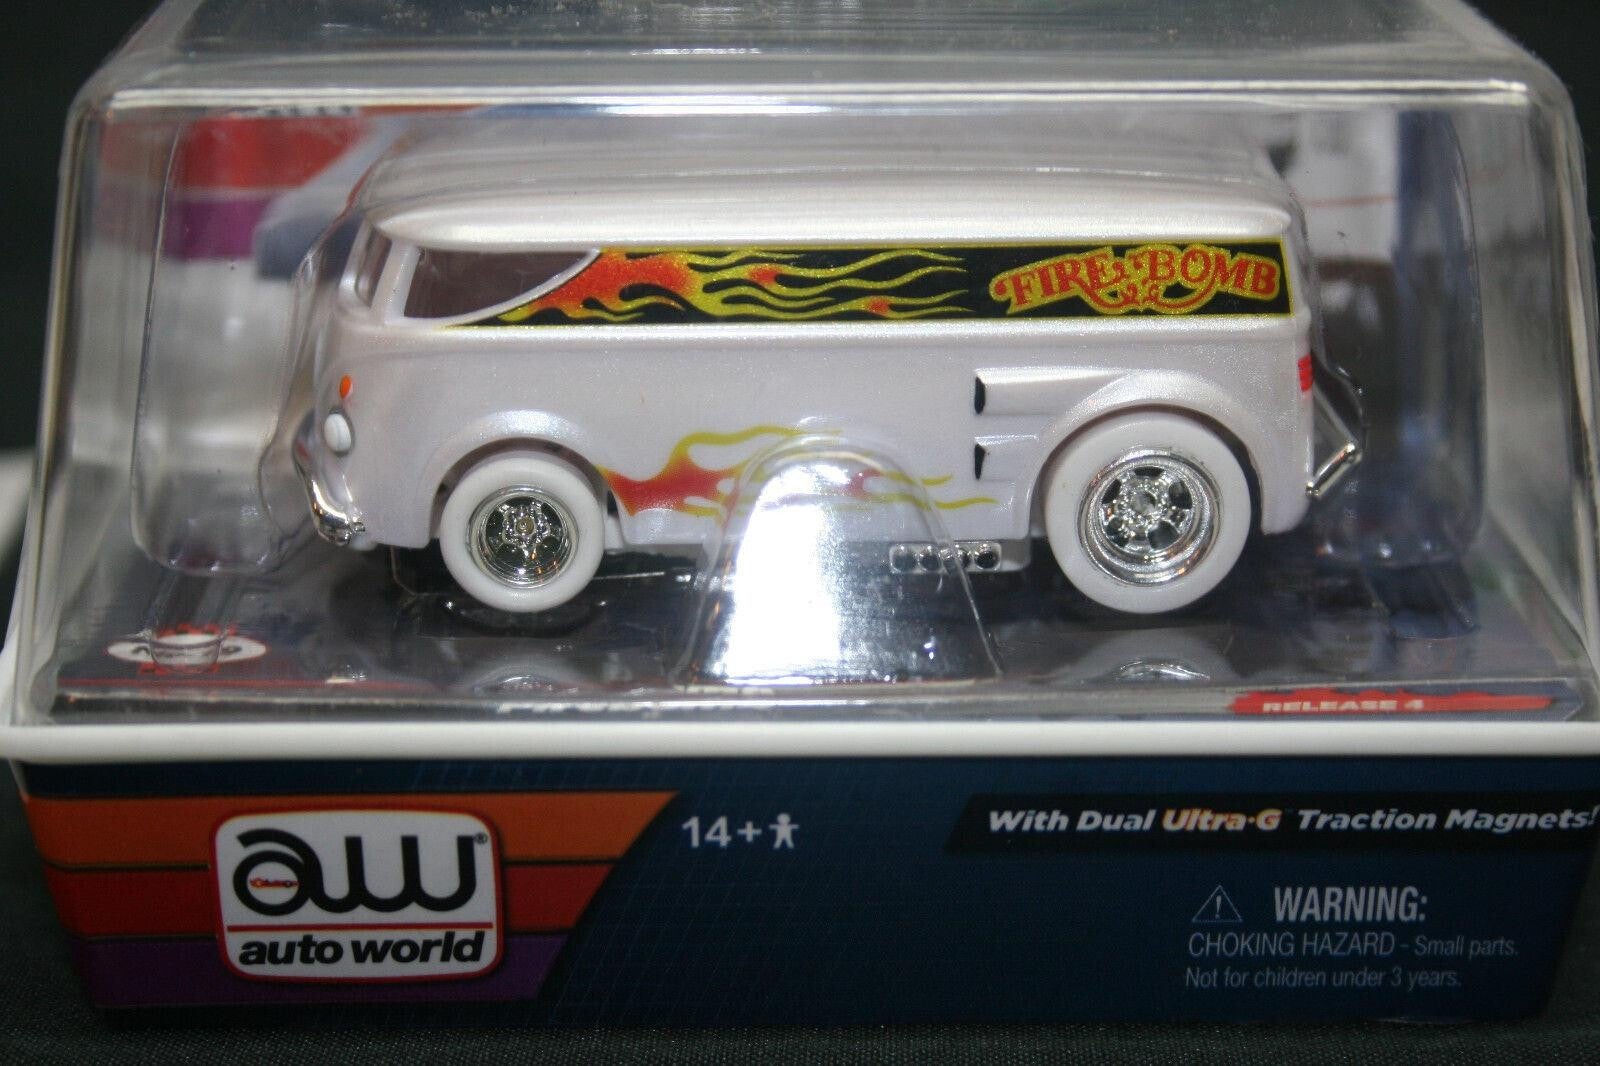 FIRE BOMB
RELEASE 4
aw®
auto world
14+
With Dual Ultra-G™ Traction Magnets!
WARNING:
CHOKING HAZARD - Small parts.
Not for children under 3 years.